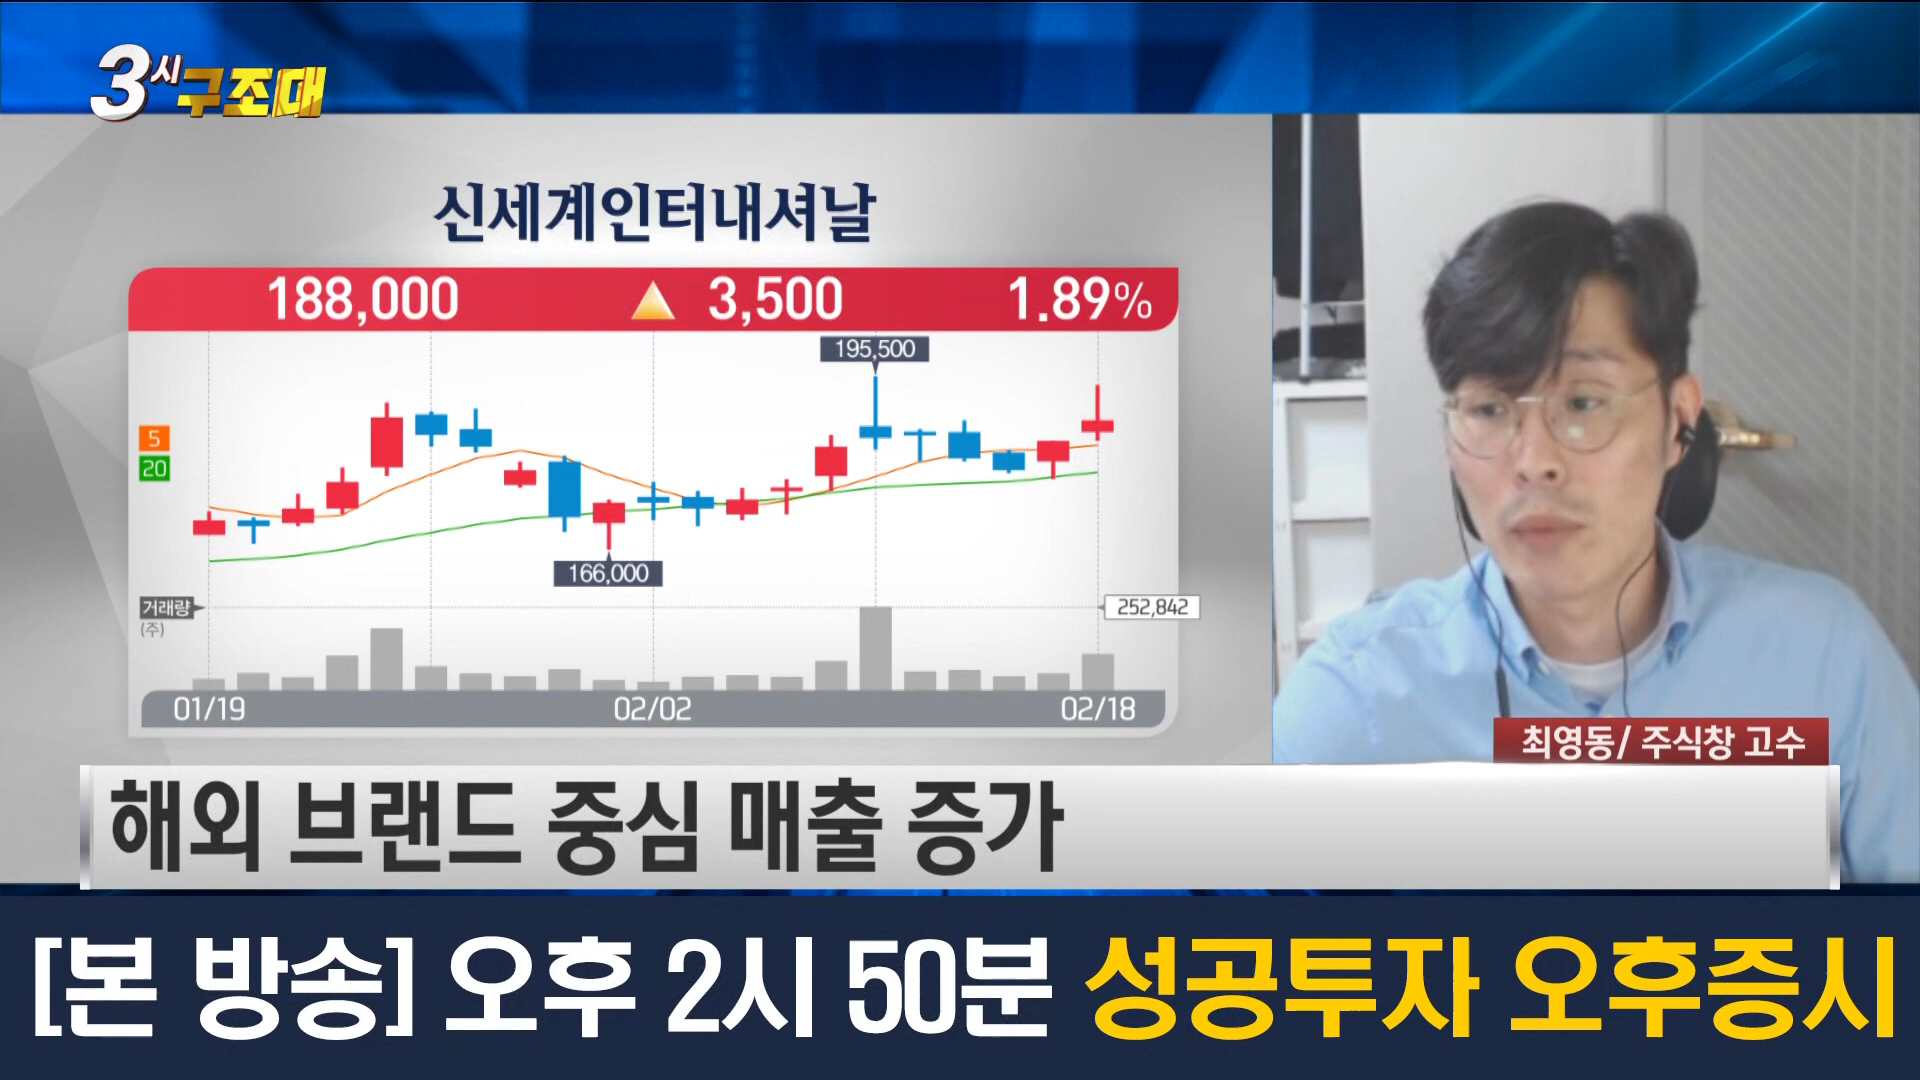 3시 구조대
신세계인터내셔날
188,000 ▲ 3,500 1.89%
195,500
5
20
166,000
거래량
(주)
252,842
01/19 02/02 02/18
최영동/ 주식창 고수
해외 브랜드 중심 매출 증가
[본 방송] 오후 2시 50분 성공투자 오후증시